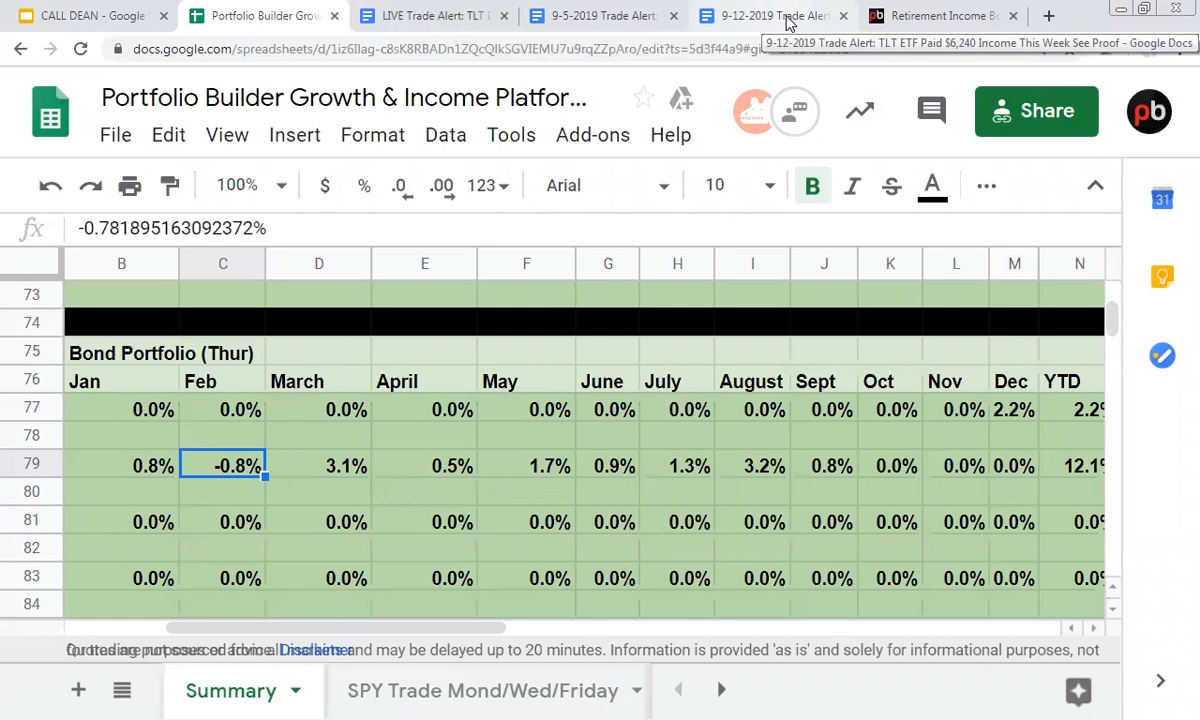 CALL DEAN - Google
Portfolio Builder Grow
LIVE Trade Alert: TLT
9-5-2019 Trade Alert:
9-12-2019 Trade Aler
Retirement Income B
docs.google.com/spreadsheets/d/1iz6Ilag-c8sK8RBADn1ZQcQlkSGVIEMU7u9rqZZpAro/edit?ts=5d3f44a9#gi
9-12-2019 Trade Alert: TLT ETF Paid $6,240 Income This Week See Proof - Google Docs
Portfolio Builder Growth & Income Platfor...
Share
pb
File Edit View Insert Format Data Tools Add-ons Help
100% $ % .0 .00 123 Arial 10 B I S A
31
fx -0.781895163092372%
B C D E F G H I J K L M N
73
74
75 Bond Portfolio (Thur)
76 Jan Feb March April May June July August Sept Oct Nov Dec YTD
77 0.0% 0.0% 0.0% 0.0% 0.0% 0.0% 0.0% 0.0% 0.0% 0.0% 0.0% 2.2% 2.2%
78
79 0.8% -0.8% 3.1% 0.5% 1.7% 0.9% 1.3% 3.2% 0.8% 0.0% 0.0% 0.0% 12.1%
80
81 0.0% 0.0% 0.0% 0.0% 0.0% 0.0% 0.0% 0.0% 0.0% 0.0% 0.0% 0.0% 0.0%
82
83 0.0% 0.0% 0.0% 0.0% 0.0% 0.0% 0.0% 0.0% 0.0% 0.0% 0.0% 0.0% 0.0%
84
and may be delayed up to 20 minutes. Information is provided 'as is' and solely for informational purposes, not
Summary SPY Trade Mond/Wed/Friday